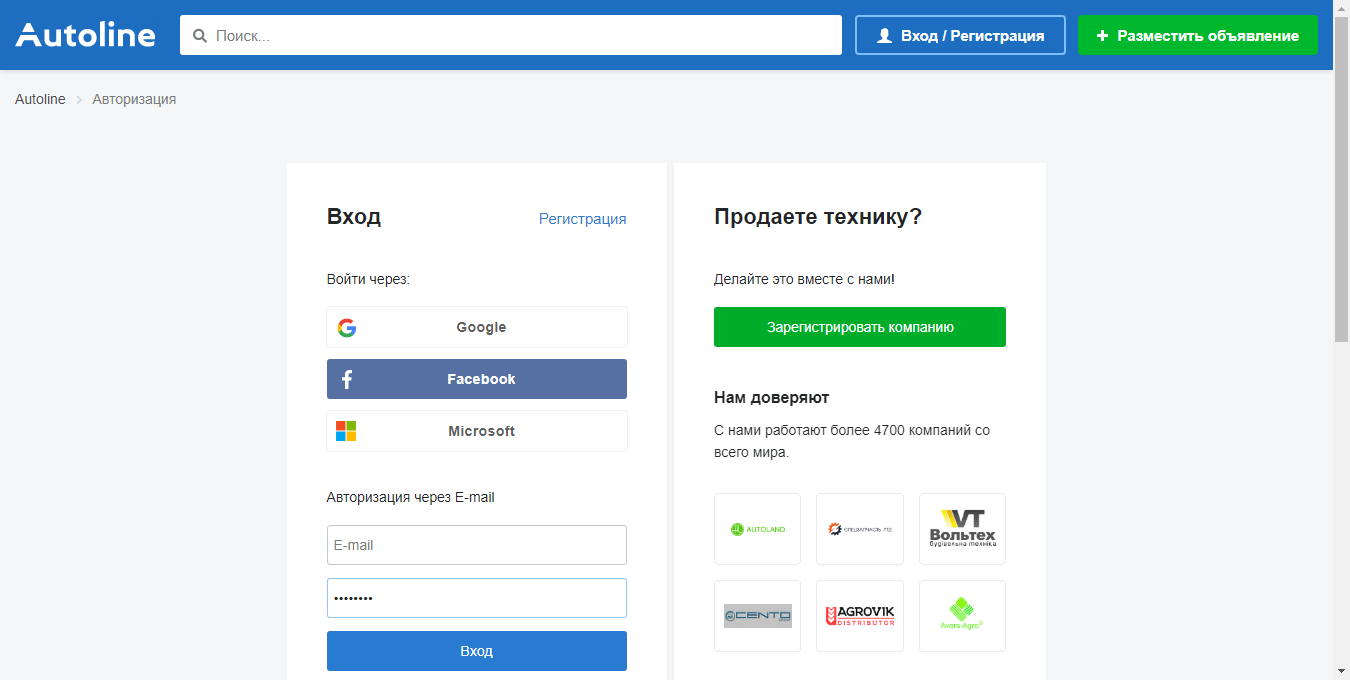 Autoline
Поиск...
Вход / Регистрация
+ Разместить объявление
Autoline > Авторизация
Вход
Регистрация
Войти через:
Google
Facebook
Microsoft
Авторизация через E-mail
E-mail
••••••••
Вход
Продаете технику?
Делайте это вместе с нами!
Зарегистрировать компанию
Нам доверяют
С нами работают более 4700 компаний со
всего мира.
AUTOLAND
СПЕЦЗАПЧАСТЬ
VT
Вольтех
будівельна техніка
CENTO
AGROVIK
DISTRIBUTOR
Avers-Agro